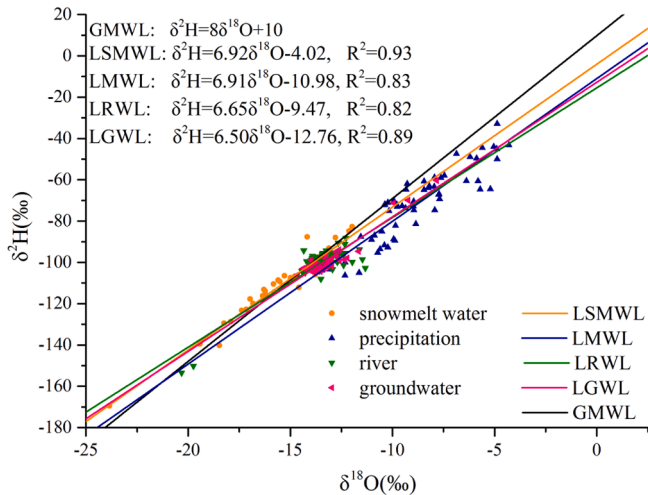 GMWL: δ²H=8δ¹⁸O+10
LSMWL: δ²H=6.92δ¹⁸O-4.02, R²=0.93
LMWL: δ²H=6.91δ¹⁸O-10.98, R²=0.83
LRWL: δ²H=6.65δ¹⁸O-9.47, R²=0.82
LGWL: δ²H=6.50δ¹⁸O-12.76, R²=0.89
20
0
-20
-40
-60
-80
-100
-120
-140
-160
-180
δ²H(‰)
snowmelt water
precipitation
river
groundwater
LSMWL
LMWL
LRWL
LGWL
GMWL
-25 -20 -15 -10 -5 0
δ¹⁸O(‰)